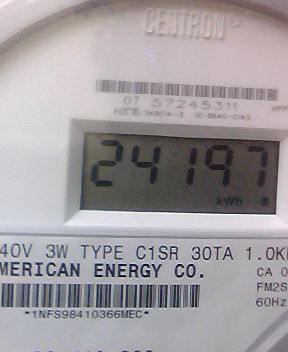 CENTRON
07 57245311
24197
kWh
40V 3W TYPE C1SR 30TA 1.0K
MERICAN ENERGY CO.
CA 0
FM2S
60Hz
*1NFS98410366MEC*